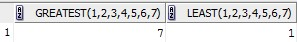 GREATEST(1,2,3,4,5,6,7) LEAST(1,2,3,4,5,6,7)
1 7 1